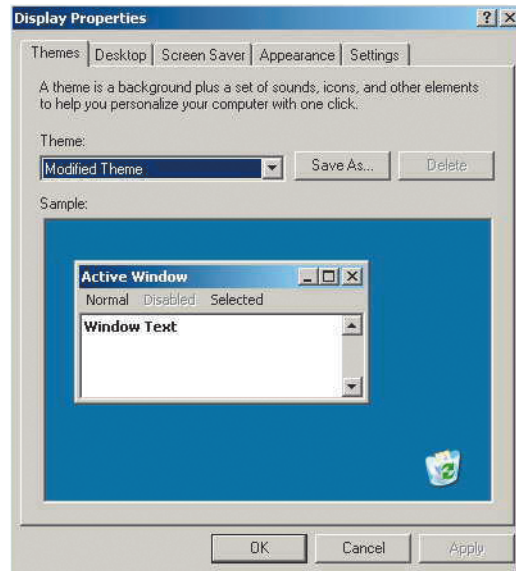 Display Properties
Themes Desktop Screen Saver Appearance Settings
A theme is a background plus a set of sounds, icons, and other elements
to help you personalize your computer with one click.
Theme:
Modified Theme Save As... Delete
Sample:
Active Window
Normal Disabled Selected
Window Text
OK Cancel Apply